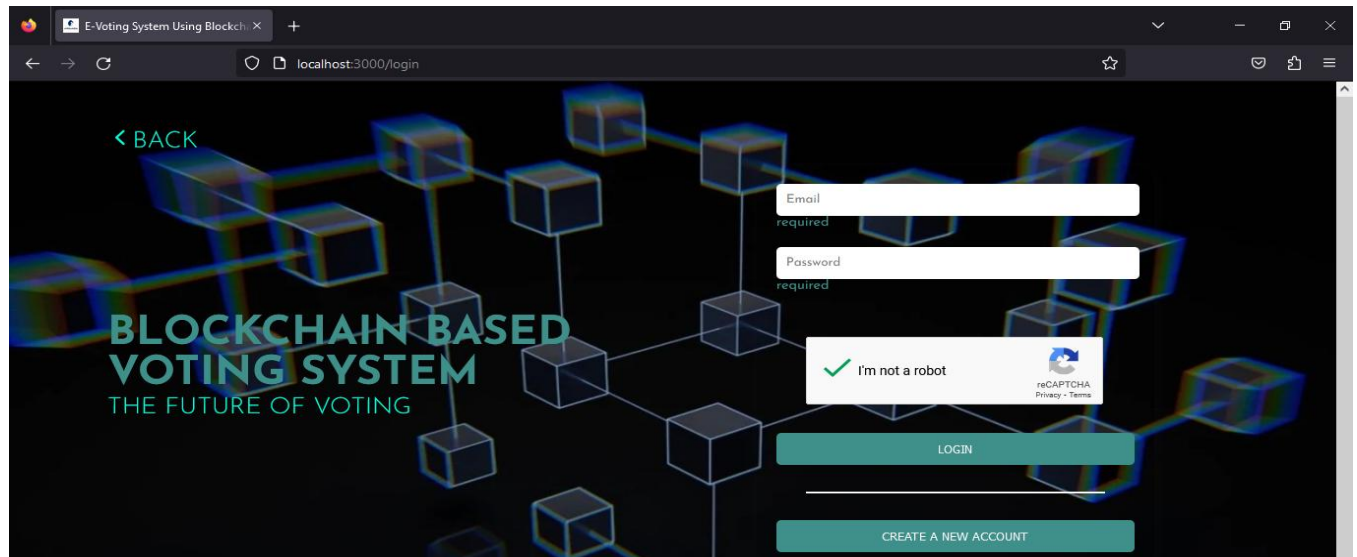 E-Voting System Using Blockch
localhost:3000/login
BACK
Email
required
Password
required
BLOCKCHAIN BASED
VOTING SYSTEM
THE FUTURE OF VOTING
I'm not a robot
reCAPTCHA
Privacy - Terms
LOGIN
CREATE A NEW ACCOUNT